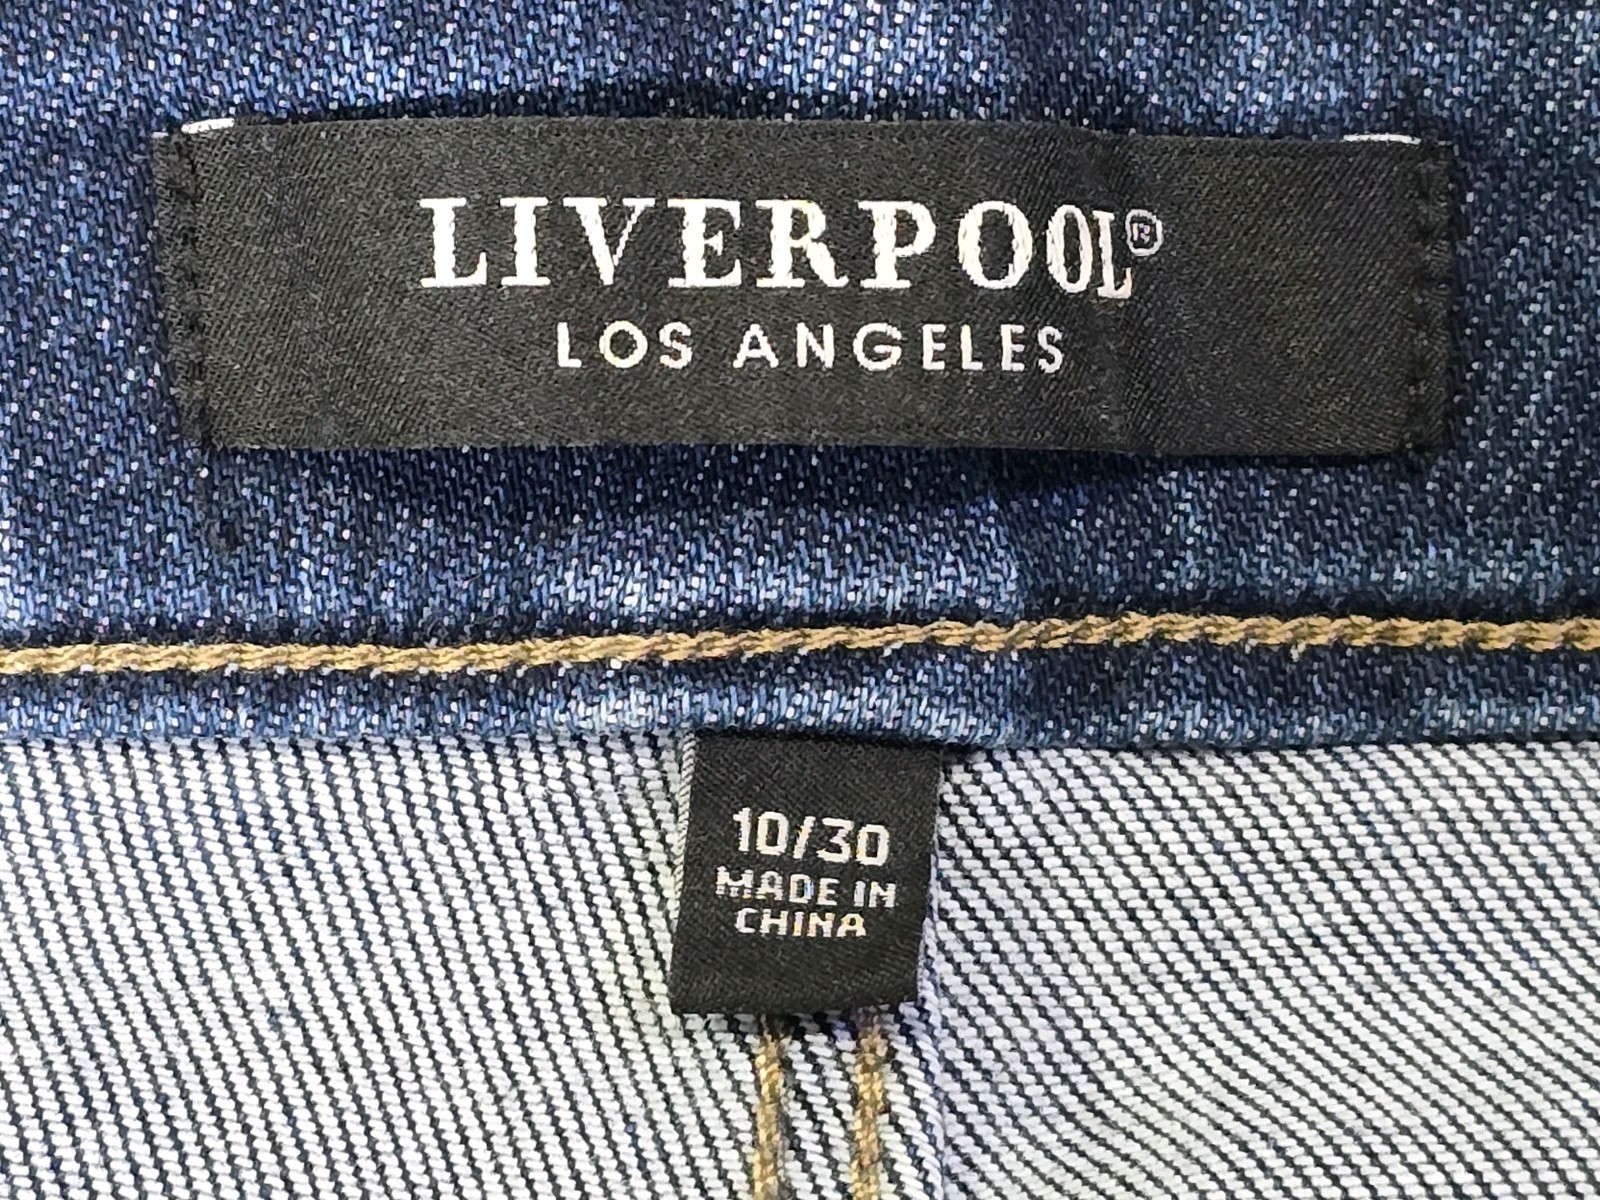 LIVERPOOL®
LOS ANGELES
10/30
MADE IN
CHINA